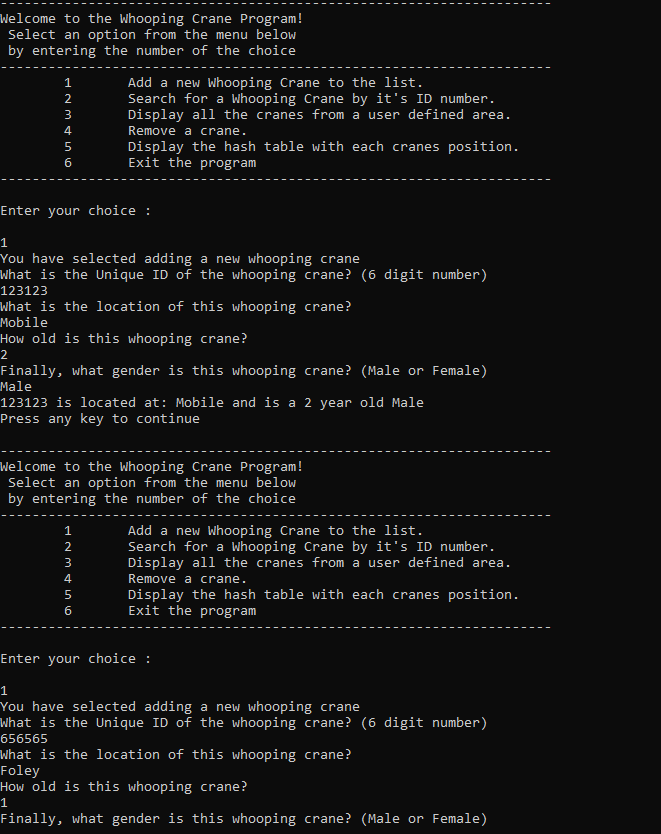 ---------------------------------------------------------------------
Welcome to the Whooping Crane Program!
 Select an option from the menu below
 by entering the number of the choice
---------------------------------------------------------------------
        1       Add a new Whooping Crane to the list.
        2       Search for a Whooping Crane by it's ID number.
        3       Display all the cranes from a user defined area.
        4       Remove a crane.
        5       Display the hash table with each cranes position.
        6       Exit the program
---------------------------------------------------------------------
Enter your choice :
1
You have selected adding a new whooping crane
What is the Unique ID of the whooping crane? (6 digit number)
123123
What is the location of this whooping crane?
Mobile
How old is this whooping crane?
2
Finally, what gender is this whooping crane? (Male or Female)
Male
123123 is located at: Mobile and is a 2 year old Male
Press any key to continue
---------------------------------------------------------------------
Welcome to the Whooping Crane Program!
 Select an option from the menu below
 by entering the number of the choice
---------------------------------------------------------------------
        1       Add a new Whooping Crane to the list.
        2       Search for a Whooping Crane by it's ID number.
        3       Display all the cranes from a user defined area.
        4       Remove a crane.
        5       Display the hash table with each cranes position.
        6       Exit the program
---------------------------------------------------------------------
Enter your choice :
1
You have selected adding a new whooping crane
What is the Unique ID of the whooping crane? (6 digit number)
656565
What is the location of this whooping crane?
Foley
How old is this whooping crane?
1
Finally, what gender is this whooping crane? (Male or Female)